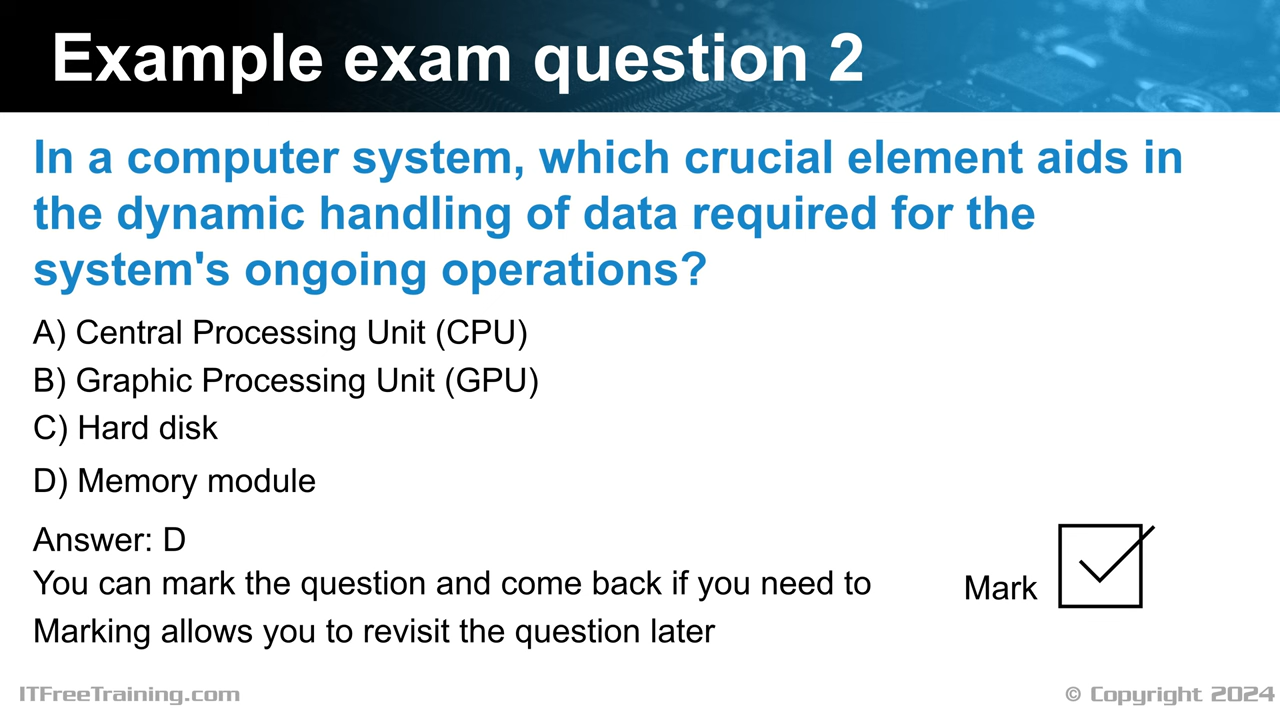 Example exam question 2
In a computer system, which crucial element aids in
the dynamic handling of data required for the
system's ongoing operations?
A) Central Processing Unit (CPU)
B) Graphic Processing Unit (GPU)
C) Hard disk
D) Memory module
Answer: D
You can mark the question and come back if you need to
Mark
Marking allows you to revisit the question later
ITFreeTraining.com
© Copyright 2024